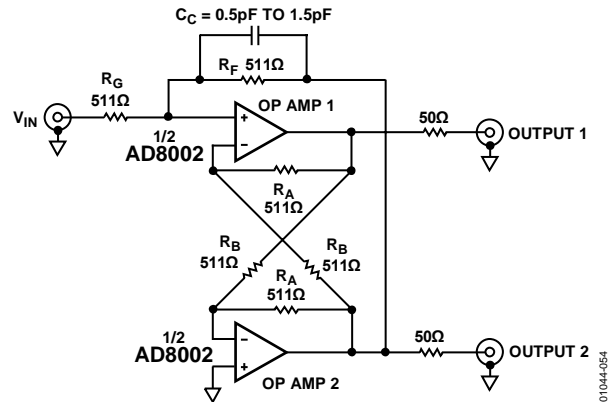 C_C = 0.5pF TO 1.5pF
R_F 511Ω
R_G
511Ω
V_IN
OP AMP 1
+
–
1/2
AD8002
50Ω
OUTPUT 1
R_A
511Ω
R_B
511Ω
R_B
511Ω
R_A
511Ω
1/2
AD8002
–
+
OP AMP 2
50Ω
OUTPUT 2
01044-054